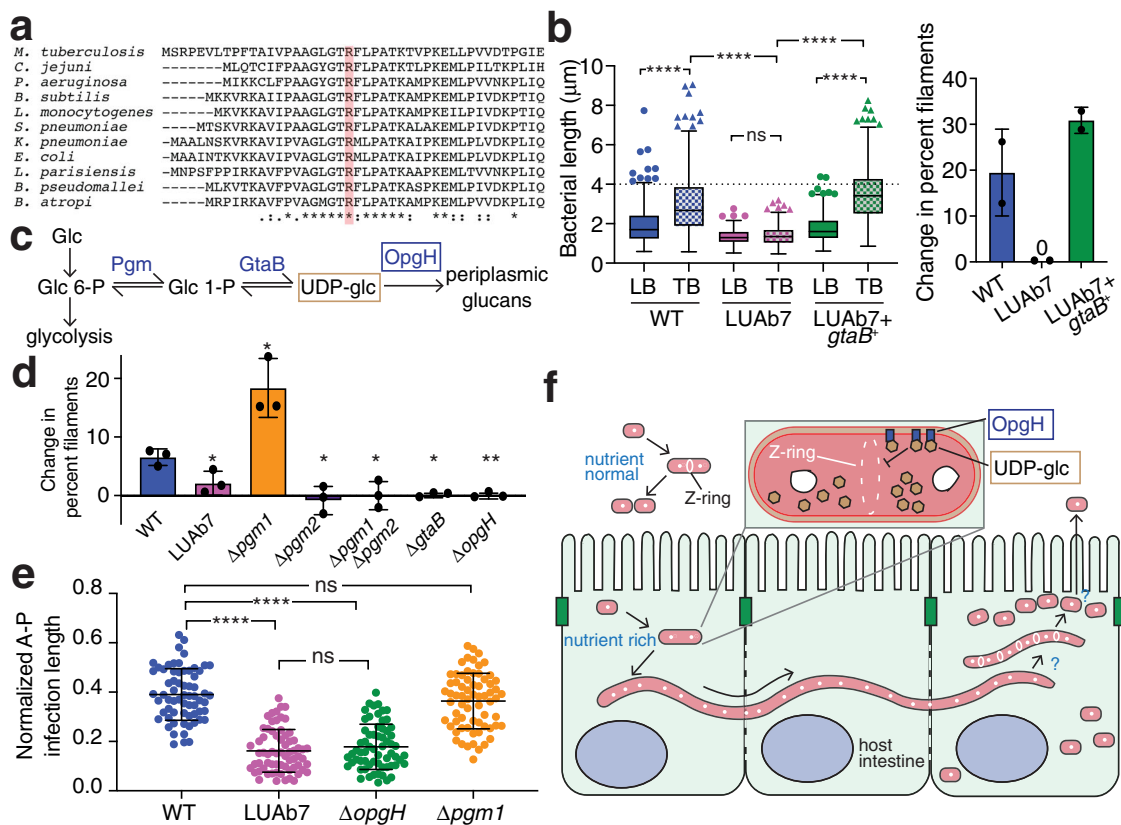 a
M. tuberculosis MSRPEVLTPFTAIVPAAGLGTRFLPATKTVPKELLPVVDTPGIE
C. jejuni -------MLQTCIFPAAGYGTRFLPATKTLPKEMLPILTKPLIH
P. aeruginosa ------MIKKCLFPAAGYGTRFLPATKAMPKEMLPVVNKPLIQ
B. subtilis -----MKKVRKAIIPAAGLGTRFLPATKAMPKEMLPIVDKPTIQ
L. monocytogenes -----MKVKKAVIPAAGLGTRFLPATKAMPKEMLPIVDKPTIQ
S. pneumoniae --MTSKVRKAVIPAAGLGTRFLPATKALAKEMLPIVDKPTIQ
K. pneumoniae -MAALNSKVKKAVIPVAGLGTRMLPATKAIPKEMLPLVDKPLIQ
E. coli -MAAINTKVKKAVIPVAGLGTRMLPATKAIPKEMLPLVDKPLIQ
L. parisiensis -MNPSFPPIRKAVFPVAGLGTRFLPATKAIPKEMLPVIDKPLIQ
B. pseudomallei ----MLKVTKAVFPVAGLGTRFLPATKASPKEMLPVVDKPLIQ
B. atropi ----MRPIRKAVFPVAGLGTRFLPATKAMPKEMLPVVDKPLIQ
.:.*.******.*****: **:: :: *
b
**** **** **** ****
ns
Bacterial length (µm)
10
8
6
4
2
0
LB TB LB TB LB TB
WT LUAb7 LUAb7+
gtaB+
Change in percent filaments
40
30
20
10
0
0
WT LUAb7 LUAb7+
gtaB+
c
Glc
Glc 6-P Pgm Glc 1-P GtaB UDP-glc OpgH periplasmic
glucans
glycolysis
d
Change in
percent filaments
20
10
0
* * * * * **
WT LUAb7 Δpgm1 Δpgm2 Δpgm1
Δpgm2 ΔgtaB ΔopgH
e
Normalized A-P
infection length
0.8
0.6
0.4
0.2
0.0
ns
****
****
ns
WT LUAb7 ΔopgH Δpgm1
f
nutrient
normal
Z-ring
Z-ring
OpgH
UDP-glc
nutrient rich
?
?
host
intestine